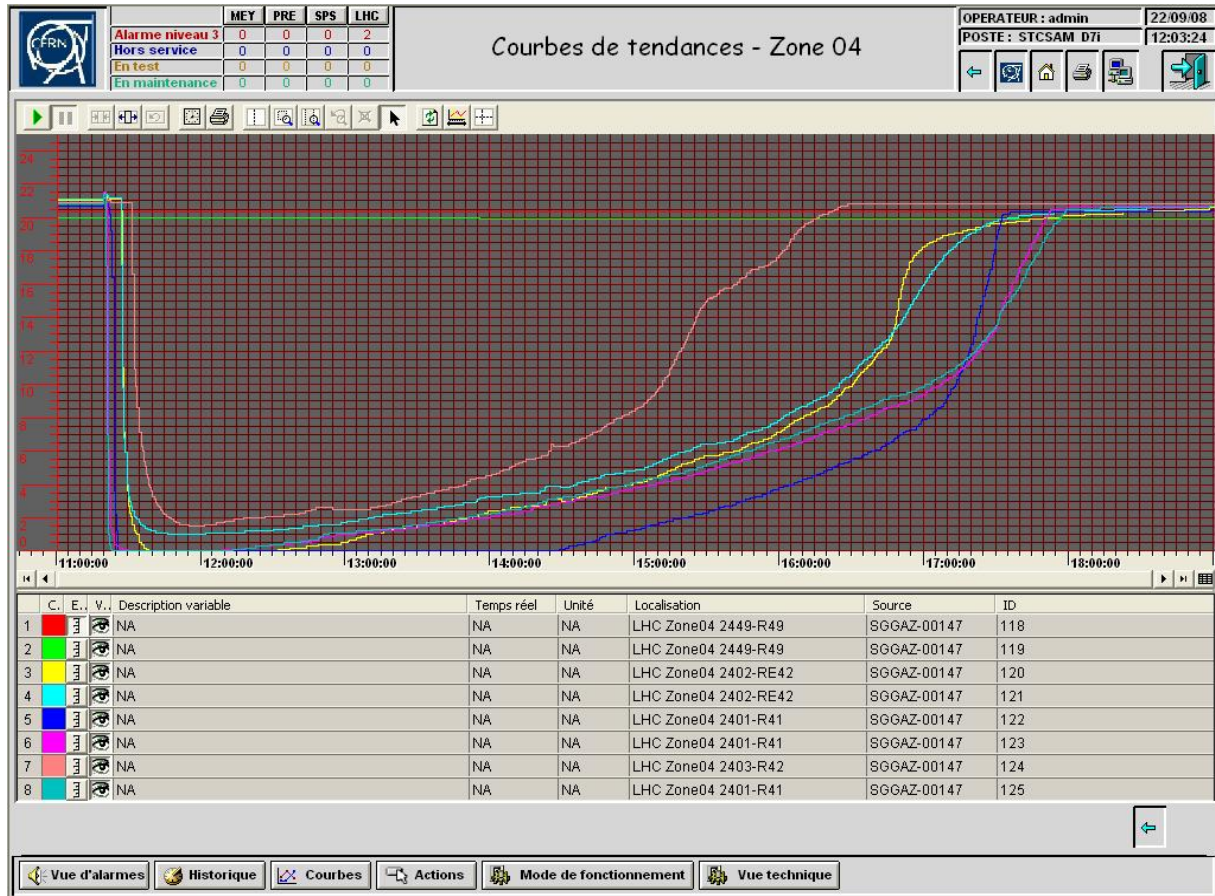 CERN
MEY PRE SPS LHC
Alarme niveau 3 0 0 0 2
Hors service 0 0 0 0
En test 0 0 0 0
En maintenance 0 0 0 0
Courbes de tendances - Zone 04
OPERATEUR : admin 22/09/08
POSTE : STCSAM D7i 12:03:24
24
22
20
18
16
14
12
10
8
6
4
2
0
11:00:00 12:00:00 13:00:00 14:00:00 15:00:00 16:00:00 17:00:00 18:00:00
C. E.. V.. Description variable Temps réel Unité Localisation Source ID
1 NA NA NA LHC Zone04 2449-R49 SGGAZ-00147 118
2 NA NA NA LHC Zone04 2449-R49 SGGAZ-00147 119
3 NA NA NA LHC Zone04 2402-RE42 SGGAZ-00147 120
4 NA NA NA LHC Zone04 2402-RE42 SGGAZ-00147 121
5 NA NA NA LHC Zone04 2401-R41 SGGAZ-00147 122
6 NA NA NA LHC Zone04 2401-R41 SGGAZ-00147 123
7 NA NA NA LHC Zone04 2403-R42 SGGAZ-00147 124
8 NA NA NA LHC Zone04 2401-R41 SGGAZ-00147 125
Vue d'alarmes Historique Courbes Actions Mode de fonctionnement Vue technique